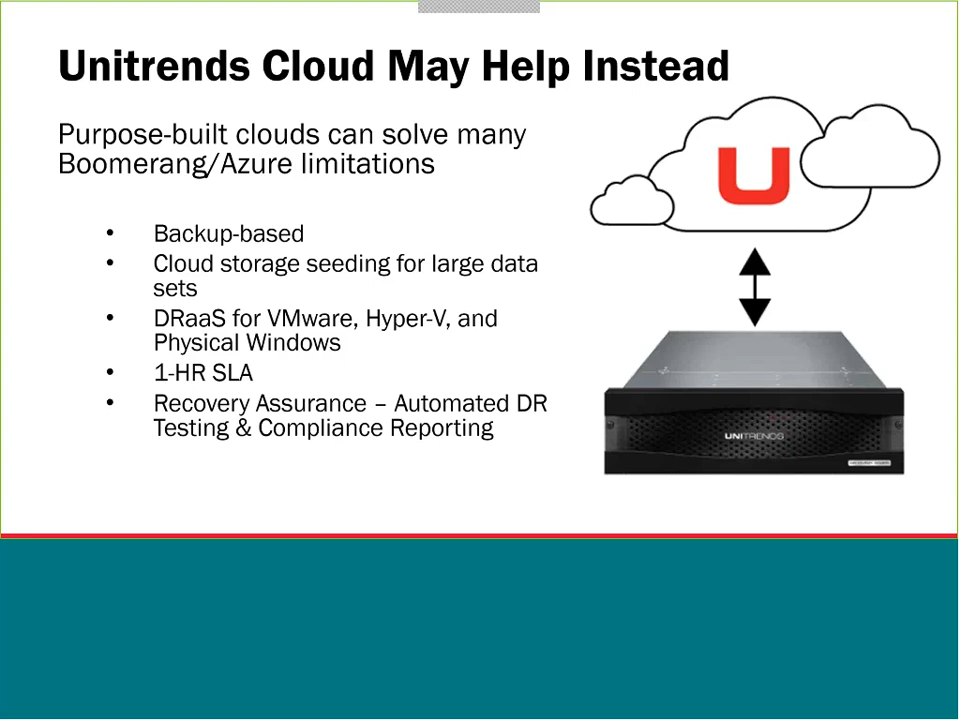 Unitrends Cloud May Help Instead
Purpose-built clouds can solve many
Boomerang/Azure limitations
• Backup-based
• Cloud storage seeding for large data
sets
• DRaaS for VMware, Hyper-V, and
Physical Windows
• 1-HR SLA
• Recovery Assurance – Automated DR
Testing & Compliance Reporting
U
UNITRENDS